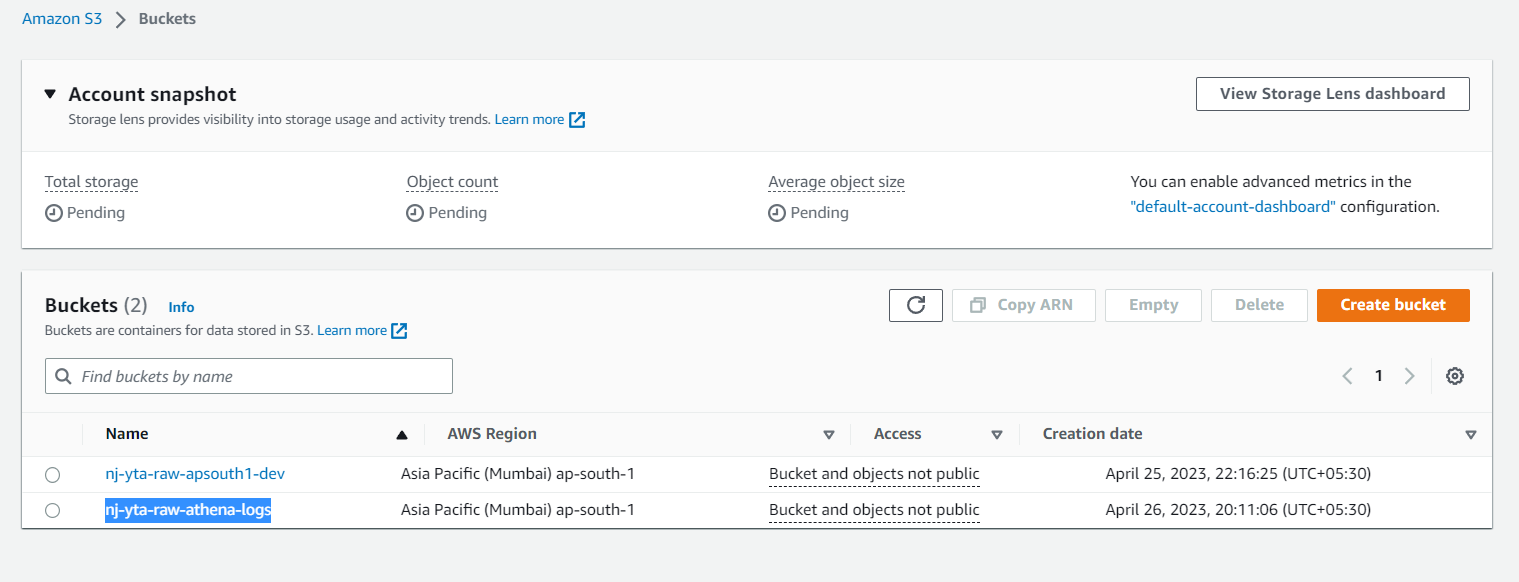 Amazon S3 > Buckets
Account snapshot
View Storage Lens dashboard
Storage lens provides visibility into storage usage and activity trends. Learn more
Total storage
Pending
Object count
Pending
Average object size
Pending
You can enable advanced metrics in the
"default-account-dashboard" configuration.
Buckets (2) Info
Buckets are containers for data stored in S3. Learn more
Copy ARN Empty Delete Create bucket
Find buckets by name
1
Name AWS Region Access Creation date
nj-yta-raw-apsouth1-dev Asia Pacific (Mumbai) ap-south-1 Bucket and objects not public April 25, 2023, 22:16:25 (UTC+05:30)
nj-yta-raw-athena-logs Asia Pacific (Mumbai) ap-south-1 Bucket and objects not public April 26, 2023, 20:11:06 (UTC+05:30)